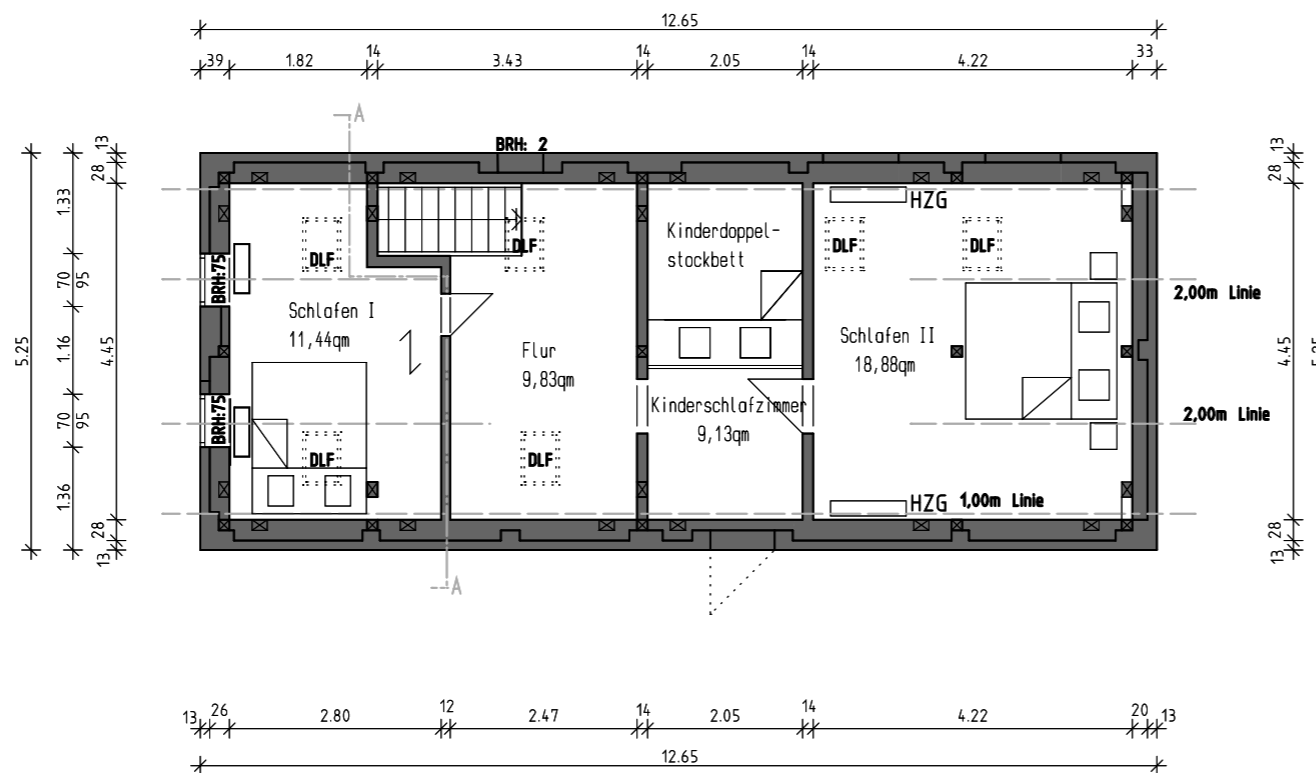 12.65
39 1.82 14 3.43 14 2.05 14 4.22 33
A
BRH: 2
13
28
1.33
70
95
1.16
4.45
5.25
70
95
1.36
28
13
HZG
DLF
DLF
DLF
DLF
Kinderdoppel-
stockbett
BRH:75
Schlafen I
11,44qm
Flur
9,83qm
Schlafen II
18,88qm
Kinderschlafzimmer
9,13qm
BRH:75
DLF
DLF
HZG
1,00m Linie
2,00m Linie
2,00m Linie
13
28
4.45
5.25
28
13
A
13 26 2.80 12 2.47 14 2.05 14 4.22 20 13
12.65